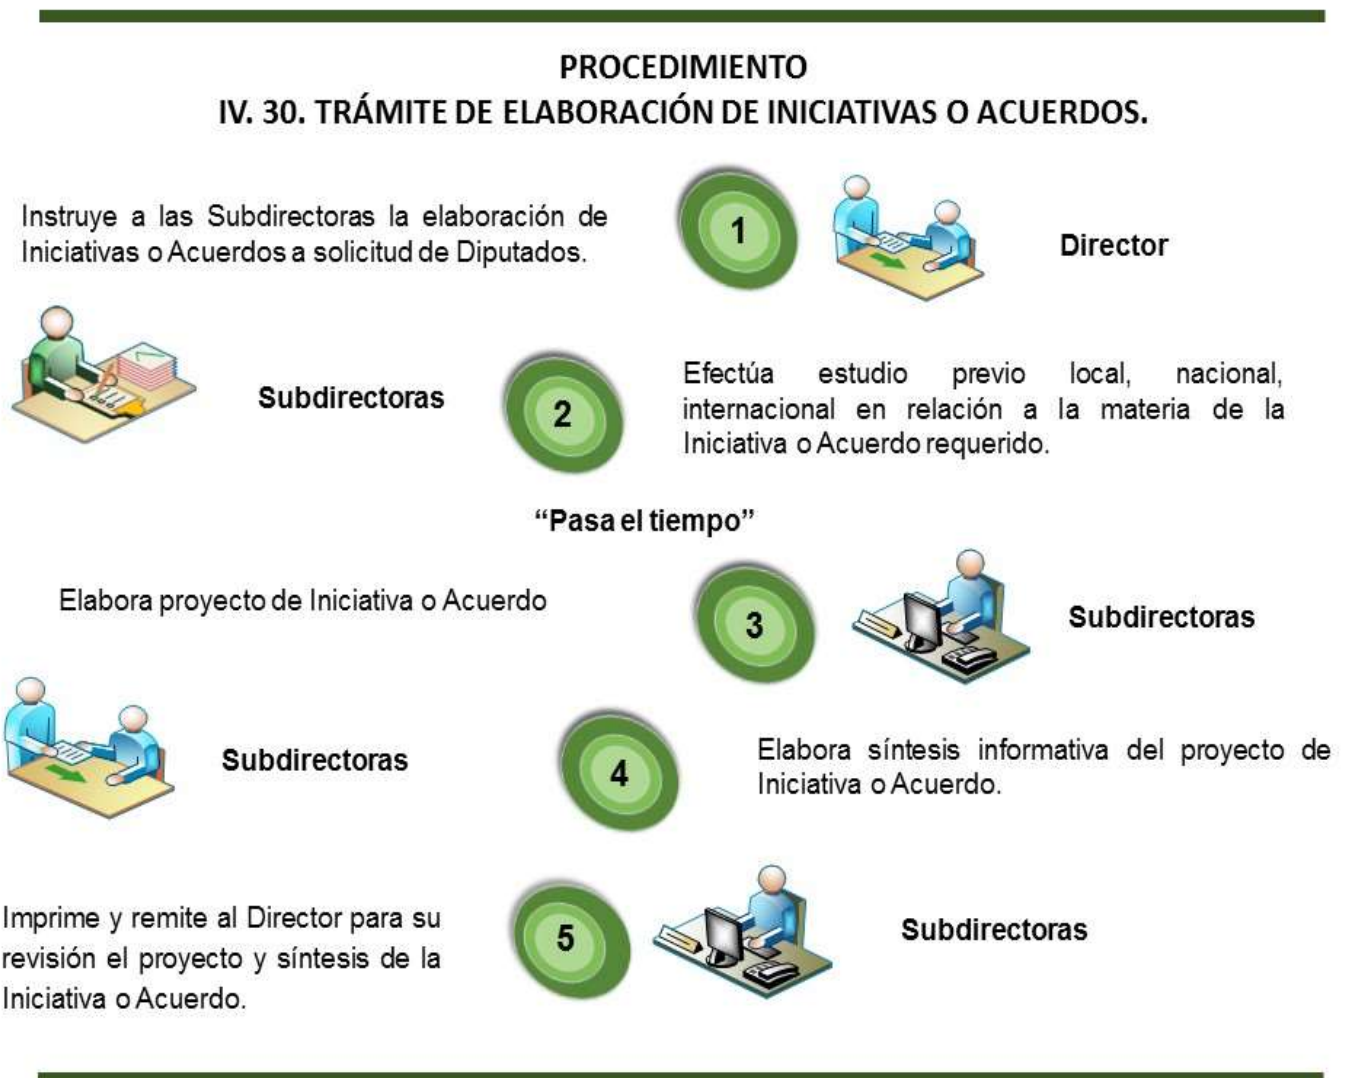 PROCEDIMIENTO
IV. 30. TRÁMITE DE ELABORACIÓN DE INICIATIVAS O ACUERDOS.
Instruye a las Subdirectoras la elaboración de
Iniciativas o Acuerdos a solicitud de Diputados.
1
Director
Subdirectoras
2
Efectúa estudio previo local, nacional,
internacional en relación a la materia de la
Iniciativa o Acuerdo requerido.
“Pasa el tiempo”
Elabora proyecto de Iniciativa o Acuerdo
3
Subdirectoras
Subdirectoras
4
Elabora síntesis informativa del proyecto de
Iniciativa o Acuerdo.
Imprime y remite al Director para su
revisión el proyecto y síntesis de la
Iniciativa o Acuerdo.
5
Subdirectoras